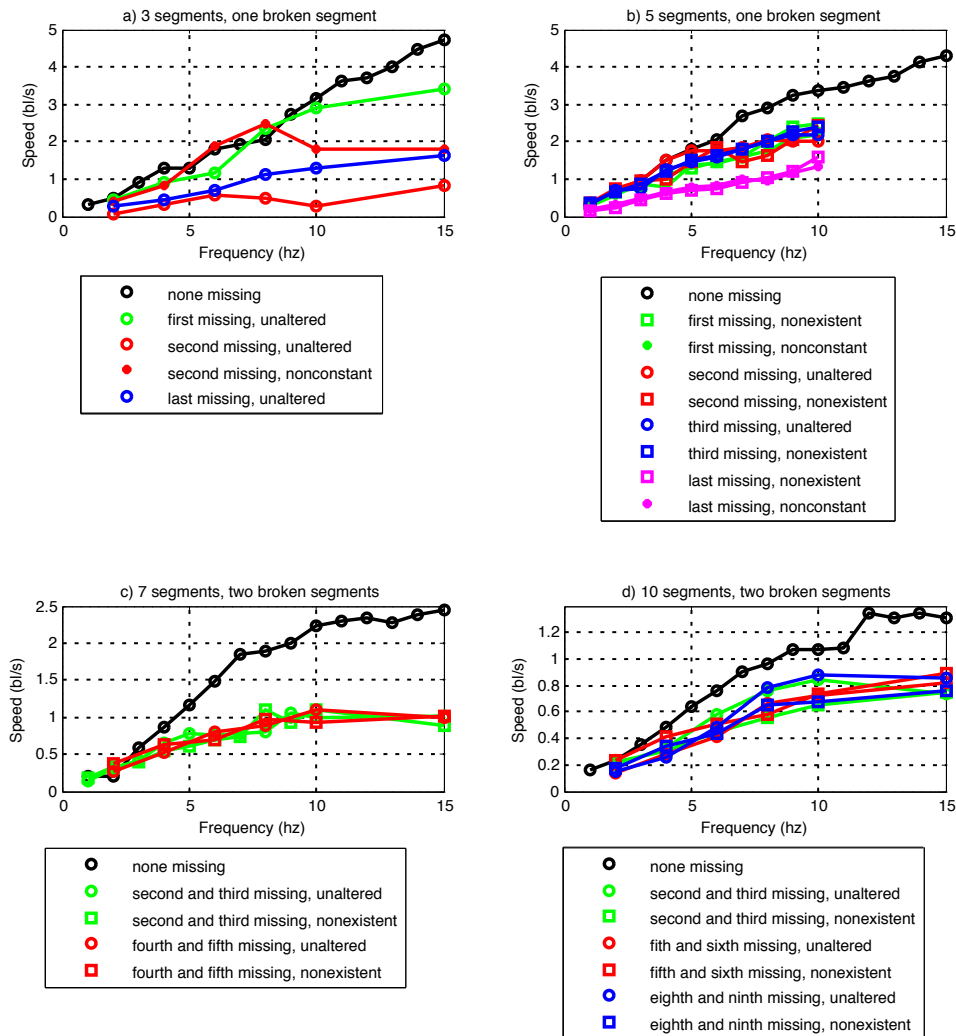 a) 3 segments, one broken segment
5
4
3
2
1
0
0
5
10
15
Speed (bl/s)
Frequency (hz)
none missing
first missing, unaltered
second missing, unaltered
second missing, nonconstant
last missing, unaltered
b) 5 segments, one broken segment
5
4
3
2
1
0
0
5
10
15
Speed (bl/s)
Frequency (hz)
none missing
first missing, nonexistent
first missing, nonconstant
second missing, unaltered
second missing, nonexistent
third missing, unaltered
third missing, nonexistent
last missing, nonexistent
last missing, nonconstant
c) 7 segments, two broken segments
2.5
2
1.5
1
0.5
0
0
5
10
15
Speed (bl/s)
Frequency (hz)
none missing
second and third missing, unaltered
second and third missing, nonexistent
fourth and fifth missing, unaltered
fourth and fifth missing, nonexistent
d) 10 segments, two broken segments
1.2
1
0.8
0.6
0.4
0.2
0
0
5
10
15
Speed (bl/s)
Frequency (hz)
none missing
second and third missing, unaltered
second and third missing, nonexistent
fith and sixth missing, unaltered
fifth and sixth missing, nonexistent
eighth and ninth missing, unaltered
eighth and ninth missing, nonexistent